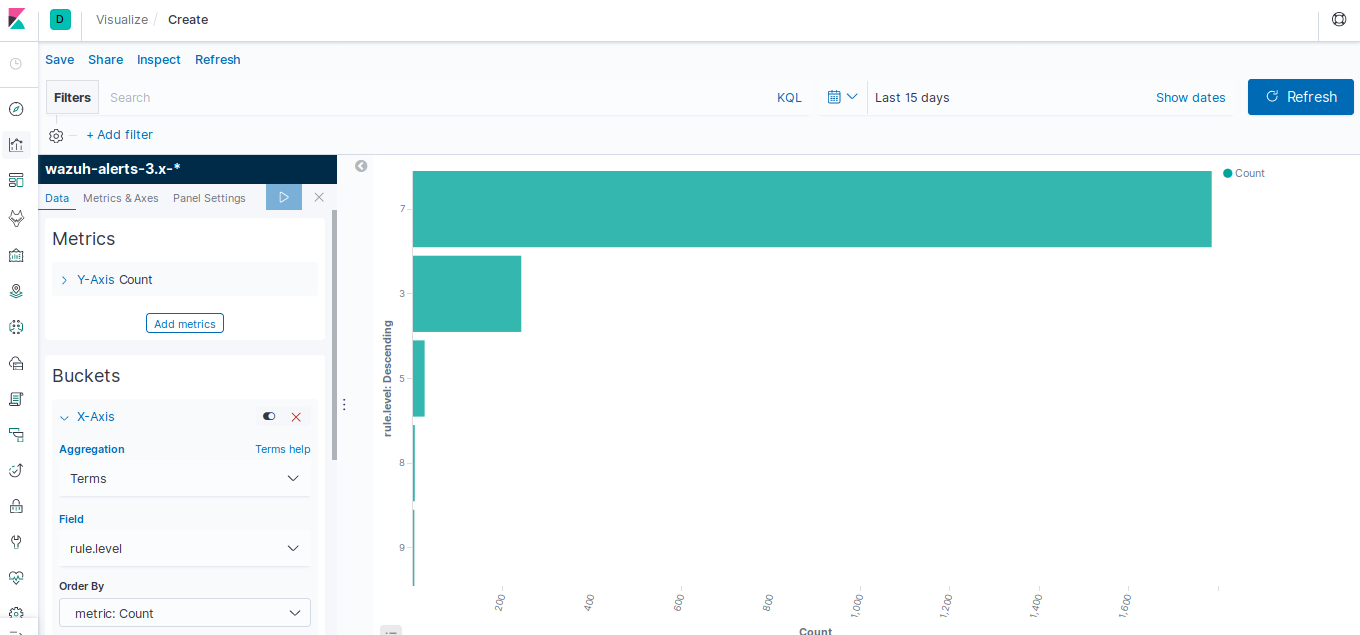 D Visualize / Create
Save Share Inspect Refresh
Filters Search KQL Last 15 days Show dates Refresh
+ Add filter
wazuh-alerts-3.x-*
Data Metrics & Axes Panel Settings
Metrics
Y-Axis Count
Add metrics
Buckets
X-Axis
Aggregation Terms help
Terms
Field
rule.level
Order By
metric: Count
rule.level: Descending
7
3
5
8
9
200 400 600 800 1,000 1,200 1,400 1,600
Count
Count